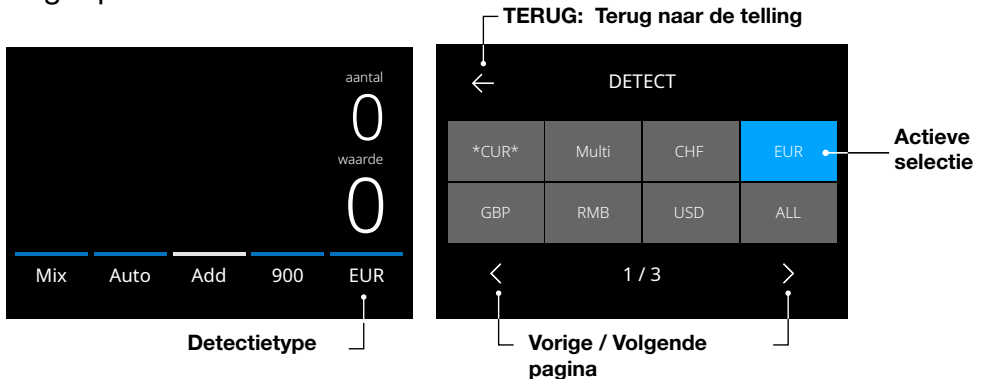 TERUG: Terug naar de telling
aantal
0
waarde
0
Mix Auto Add 900 EUR
Detectietype
DETECT
*CUR* Multi CHF EUR
GBP RMB USD ALL
1 / 3
Actieve
selectie
Vorige / Volgende
pagina